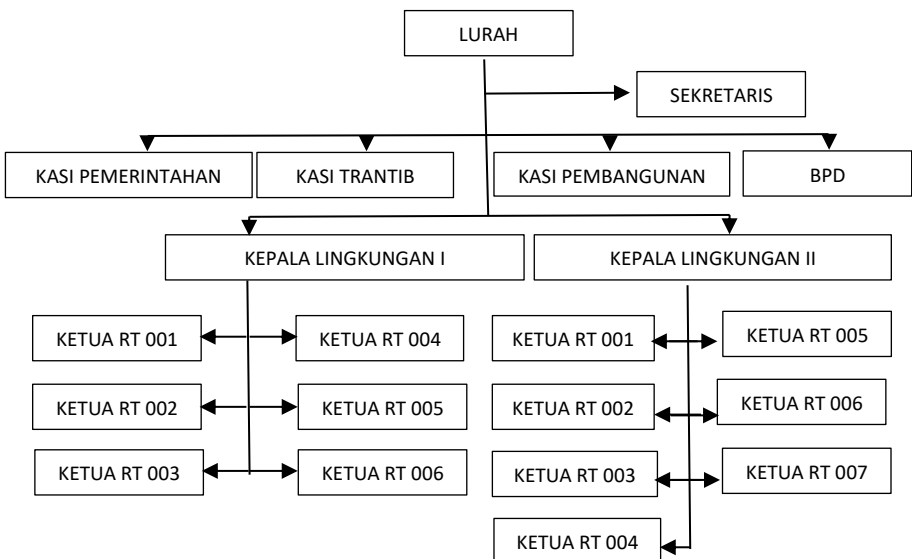 LURAH
SEKRETARIS
KASI PEMERINTAHAN
KASI TRANTIB
KASI PEMBANGUNAN
BPD
KEPALA LINGKUNGAN I
KEPALA LINGKUNGAN II
KETUA RT 001
KETUA RT 004
KETUA RT 002
KETUA RT 005
KETUA RT 003
KETUA RT 006
KETUA RT 001
KETUA RT 005
KETUA RT 002
KETUA RT 006
KETUA RT 003
KETUA RT 007
KETUA RT 004